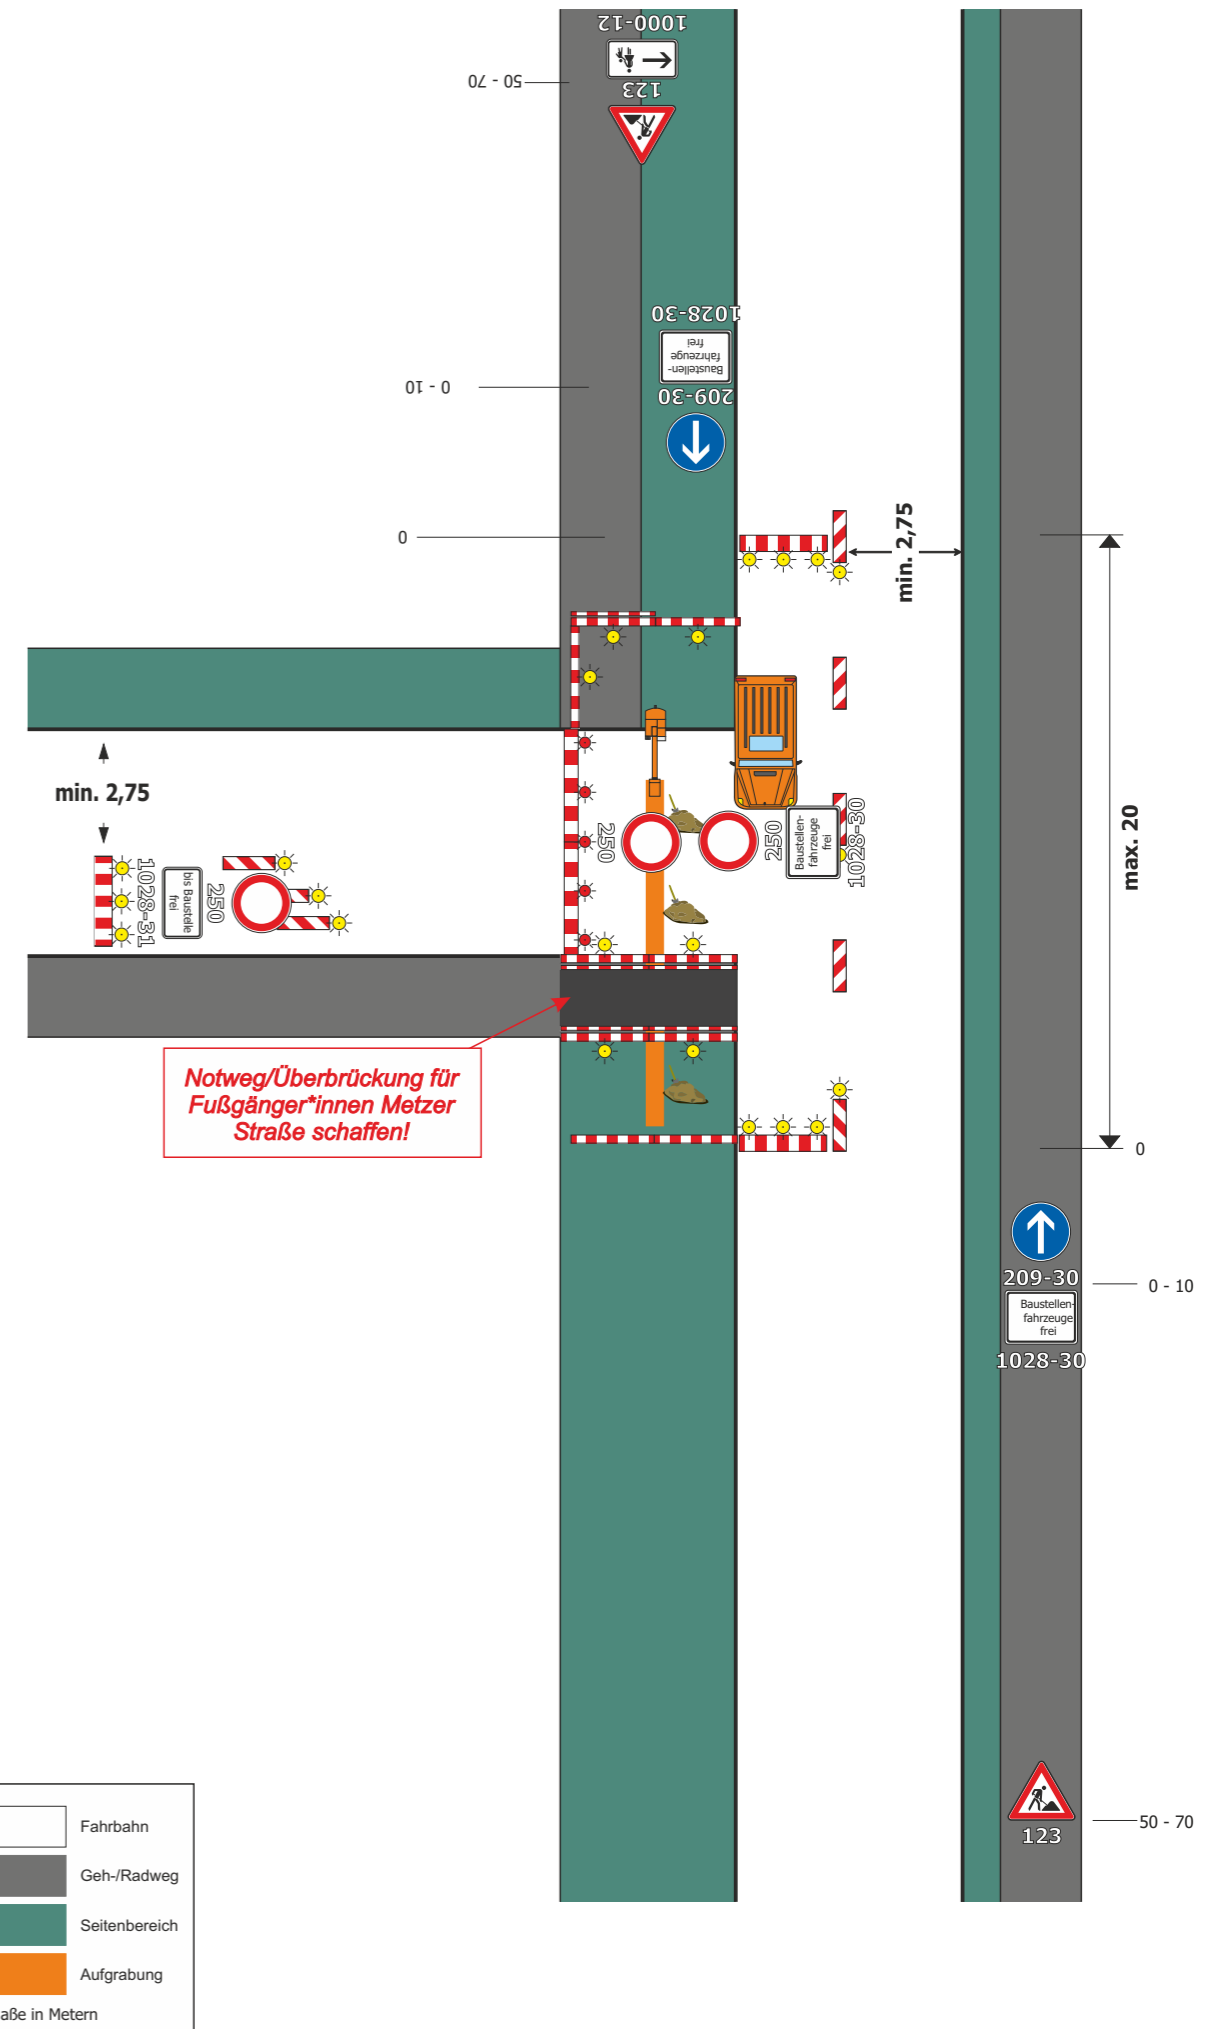 1000-12
50 - 70
123
1028-30
Baustellen-
fahrzeuge
frei
0 - 10
209-30
0
min. 2,75
min. 2,75
250
250
Baustellen-
fahrzeuge
frei
1028-30
max. 20
1028-31
bis Baustelle
frei
250
Notweg/Überbrückung für
Fußgänger*innen Metzer
Straße schaffen!
0
209-30
0 - 10
Baustellen-
fahrzeuge
frei
1028-30
50 - 70
123
Fahrbahn
Geh-/Radweg
Seitenbereich
Aufgrabung
aße in Metern